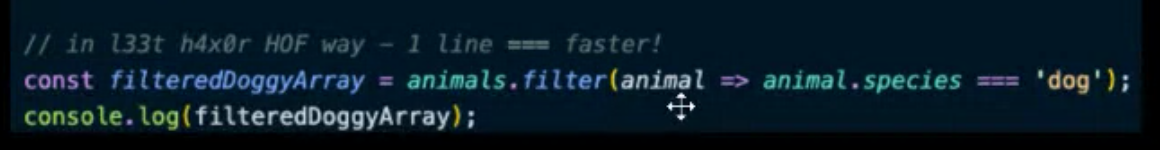 // in l33t h4x0r HOF way – 1 line === faster!
const filteredDoggyArray = animals.filter(animal => animal.species === 'dog');
console.log(filteredDoggyArray);